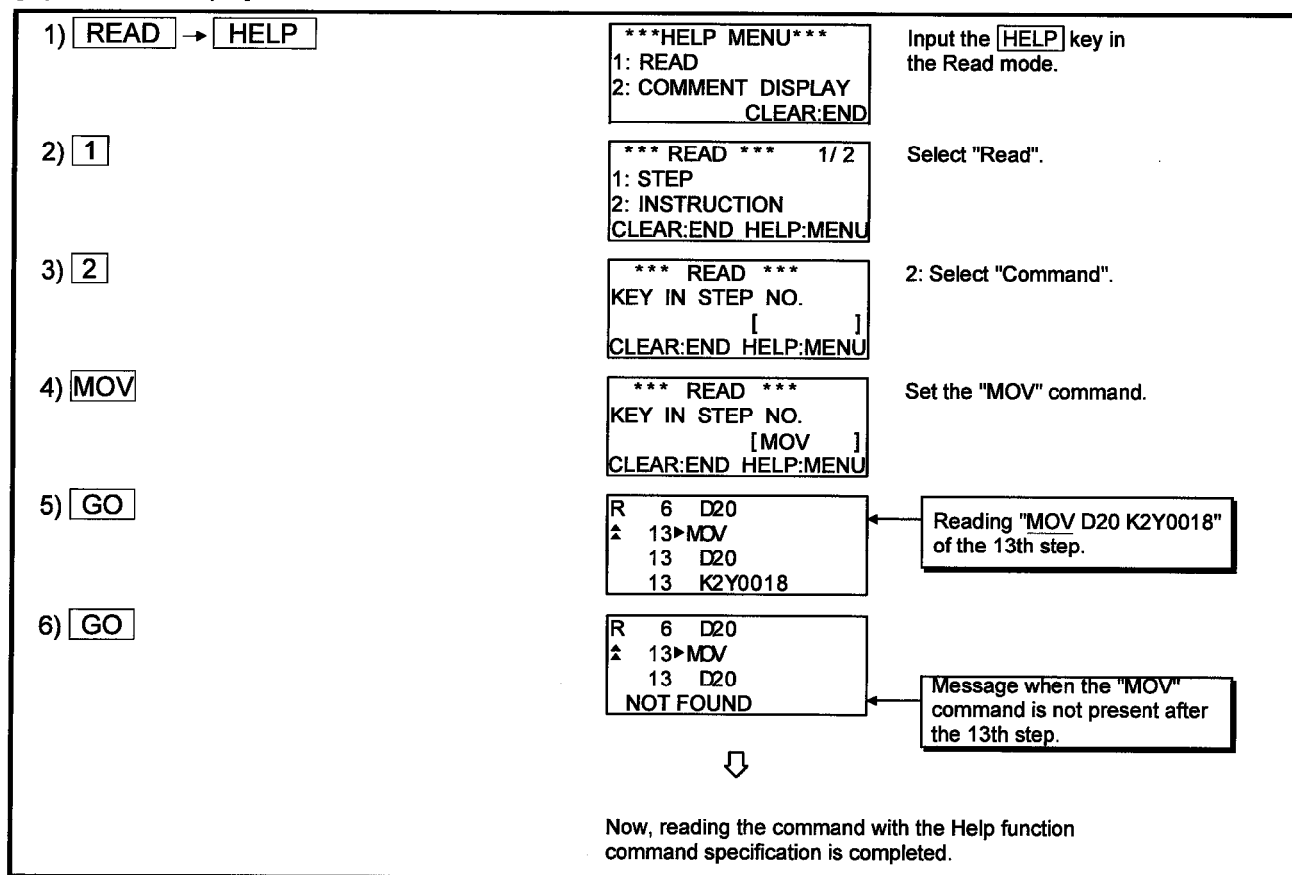 1) READ → HELP
***HELP MENU***
1: READ
2: COMMENT DISPLAY
CLEAR:END
Input the HELP key in
the Read mode.
2) 1
*** READ *** 1/ 2
1: STEP
2: INSTRUCTION
CLEAR:END HELP:MENU
Select "Read".
3) 2
*** READ ***
KEY IN STEP NO.
[ ]
CLEAR:END HELP:MENU
2: Select "Command".
4) MOV
*** READ ***
KEY IN STEP NO.
[MOV ]
CLEAR:END HELP:MENU
Set the "MOV" command.
5) GO
R 6 D20
13►MOV
13 D20
13 K2Y0018
Reading "MOV D20 K2Y0018"
of the 13th step.
6) GO
R 6 D20
13►MOV
13 D20
NOT FOUND
Message when the "MOV"
command is not present after
the 13th step.
Now, reading the command with the Help function
command specification is completed.